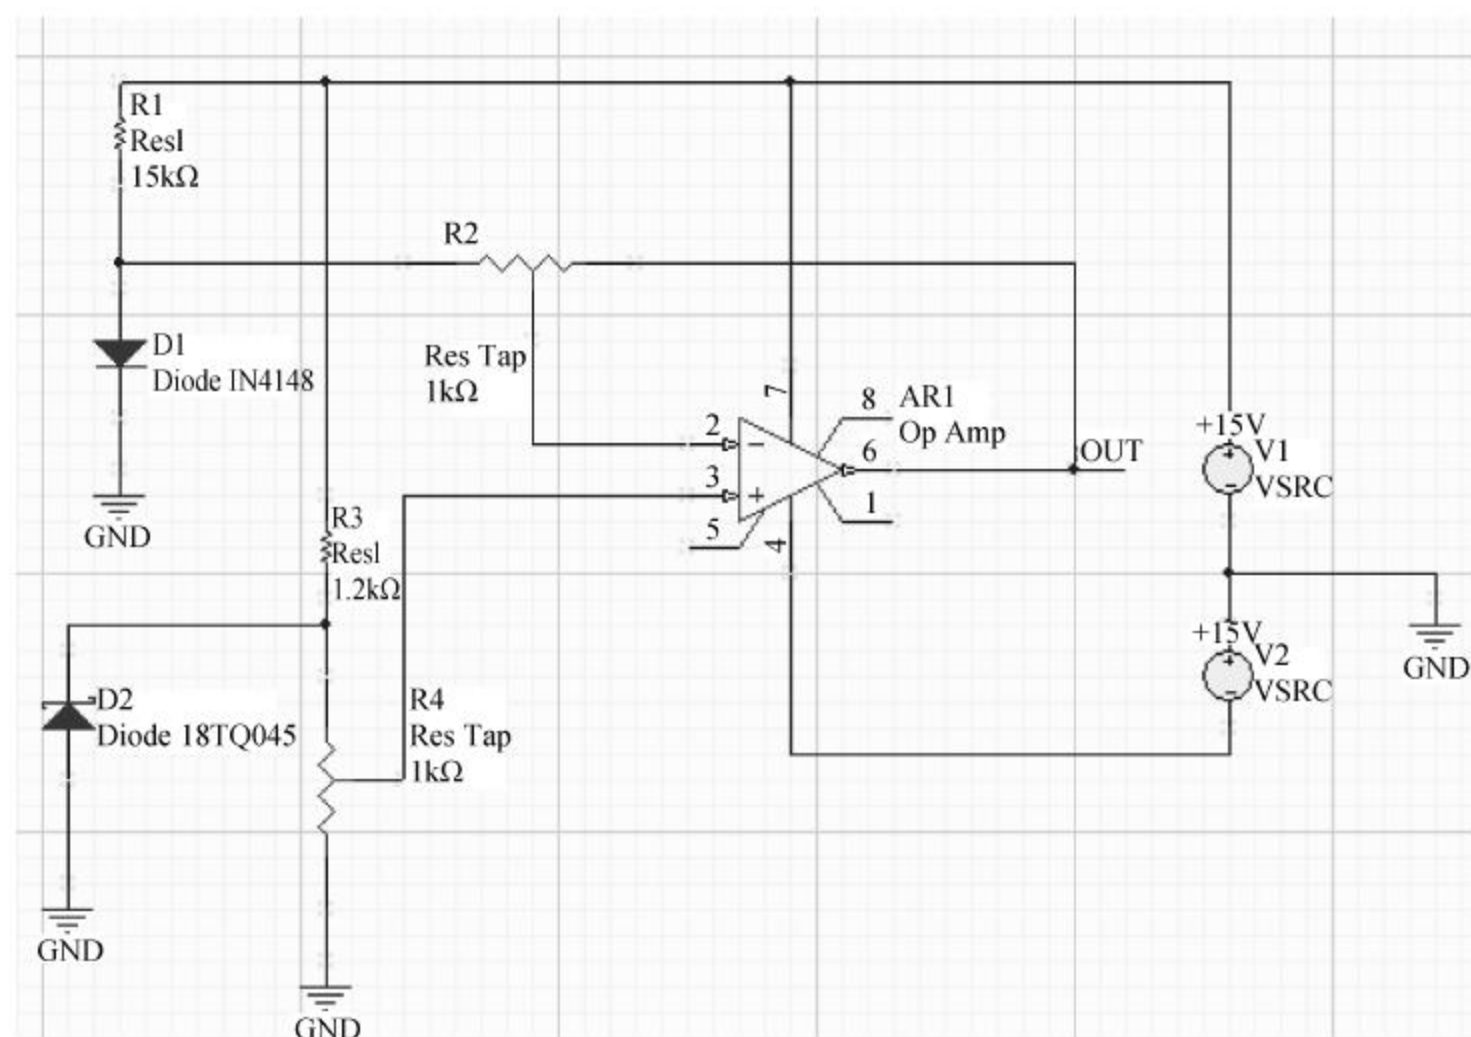 R1
Resl
15kΩ
R2
D1
Diode IN4148
Res Tap
1kΩ
7
8
AR1
Op Amp
2
−
6
OUT
+15V
+
V1
−
VSRC
3
+
1
5
4
GND
R3
Resl
1.2kΩ
+15V
+
V2
−
VSRC
GND
D2
Diode 18TQ045
R4
Res Tap
1kΩ
GND
GND